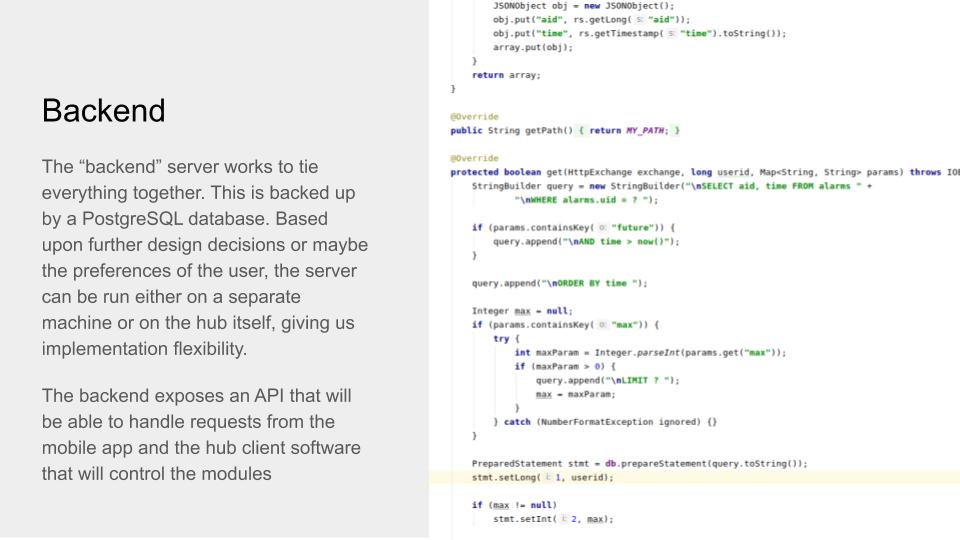 Backend
The “backend” server works to tie
everything together. This is backed up
by a PostgreSQL database. Based
upon further design decisions or maybe
the preferences of the user, the server
can be run either on a separate
machine or on the hub itself, giving us
implementation flexibility.
The backend exposes an API that will
be able to handle requests from the
mobile app and the hub client software
that will control the modules
JSONObject obj = new JSONObject();
obj.put("aid", rs.getLong( s: "aid"));
obj.put("time", rs.getTimestamp( s: "time").toString());
array.put(obj);
}
return array;
}
@Override
public String getPath() { return MY_PATH; }
@Override
protected boolean get(HttpExchange exchange, long userid, Map<String, String> params) throws IOE
StringBuilder query = new StringBuilder("\nSELECT aid, time FROM alarms " +
"\nWHERE alarms.uid = ? ");
if (params.containsKey( o: "future")) {
query.append("\nAND time > now()");
}
query.append("\nORDER BY time ");
Integer max = null;
if (params.containsKey( o: "max")) {
try {
int maxParam = Integer.parseInt(params.get("max"));
if (maxParam > 0) {
query.append("\nLIMIT ? ");
max = maxParam;
}
} catch (NumberFormatException ignored) {}
}
PreparedStatement stmt = db.prepareStatement(query.toString());
stmt.setLong( i: 1, userid);
if (max != null)
stmt.setInt( i: 2, max);